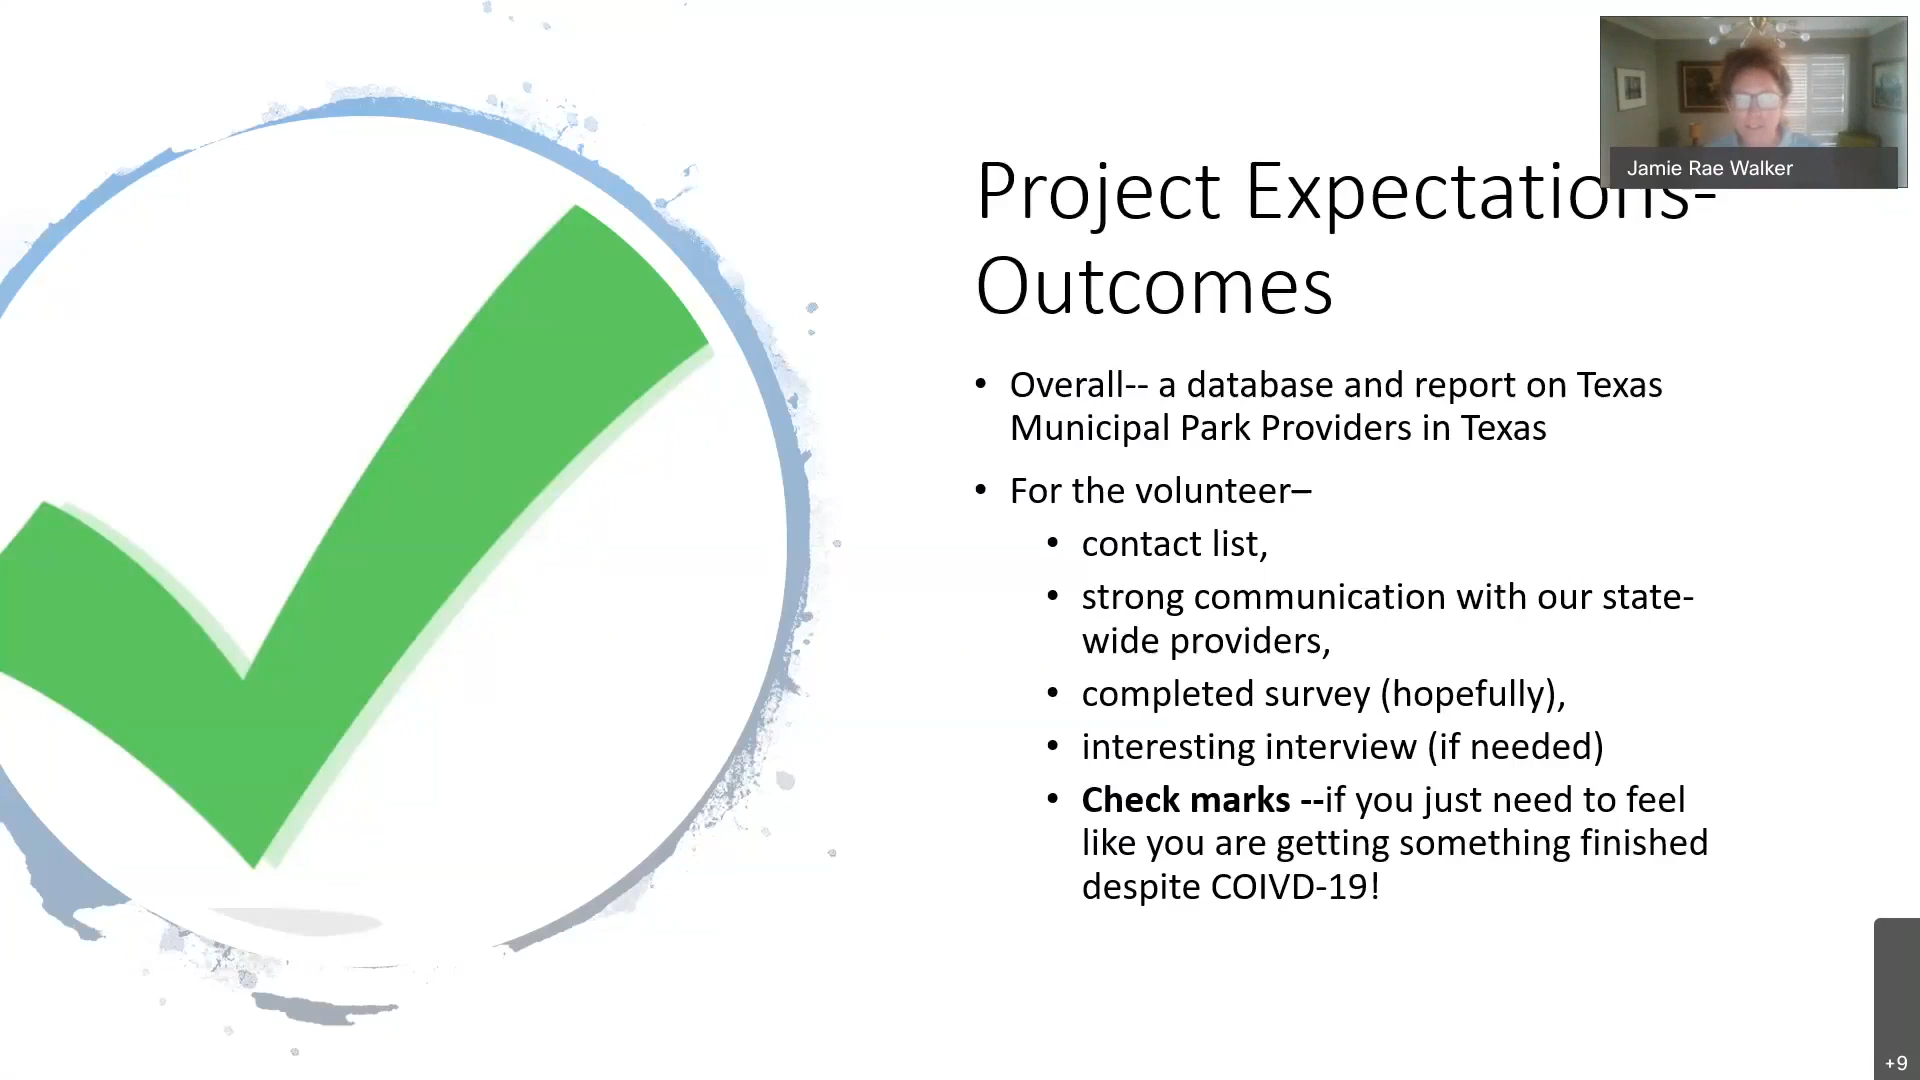 Jamie Rae Walker
Project Expectations-
Outcomes
• Overall-- a database and report on Texas
Municipal Park Providers in Texas
• For the volunteer–
• contact list,
• strong communication with our state-
wide providers,
• completed survey (hopefully),
• interesting interview (if needed)
• Check marks --if you just need to feel
like you are getting something finished
despite COIVD-19!
+9